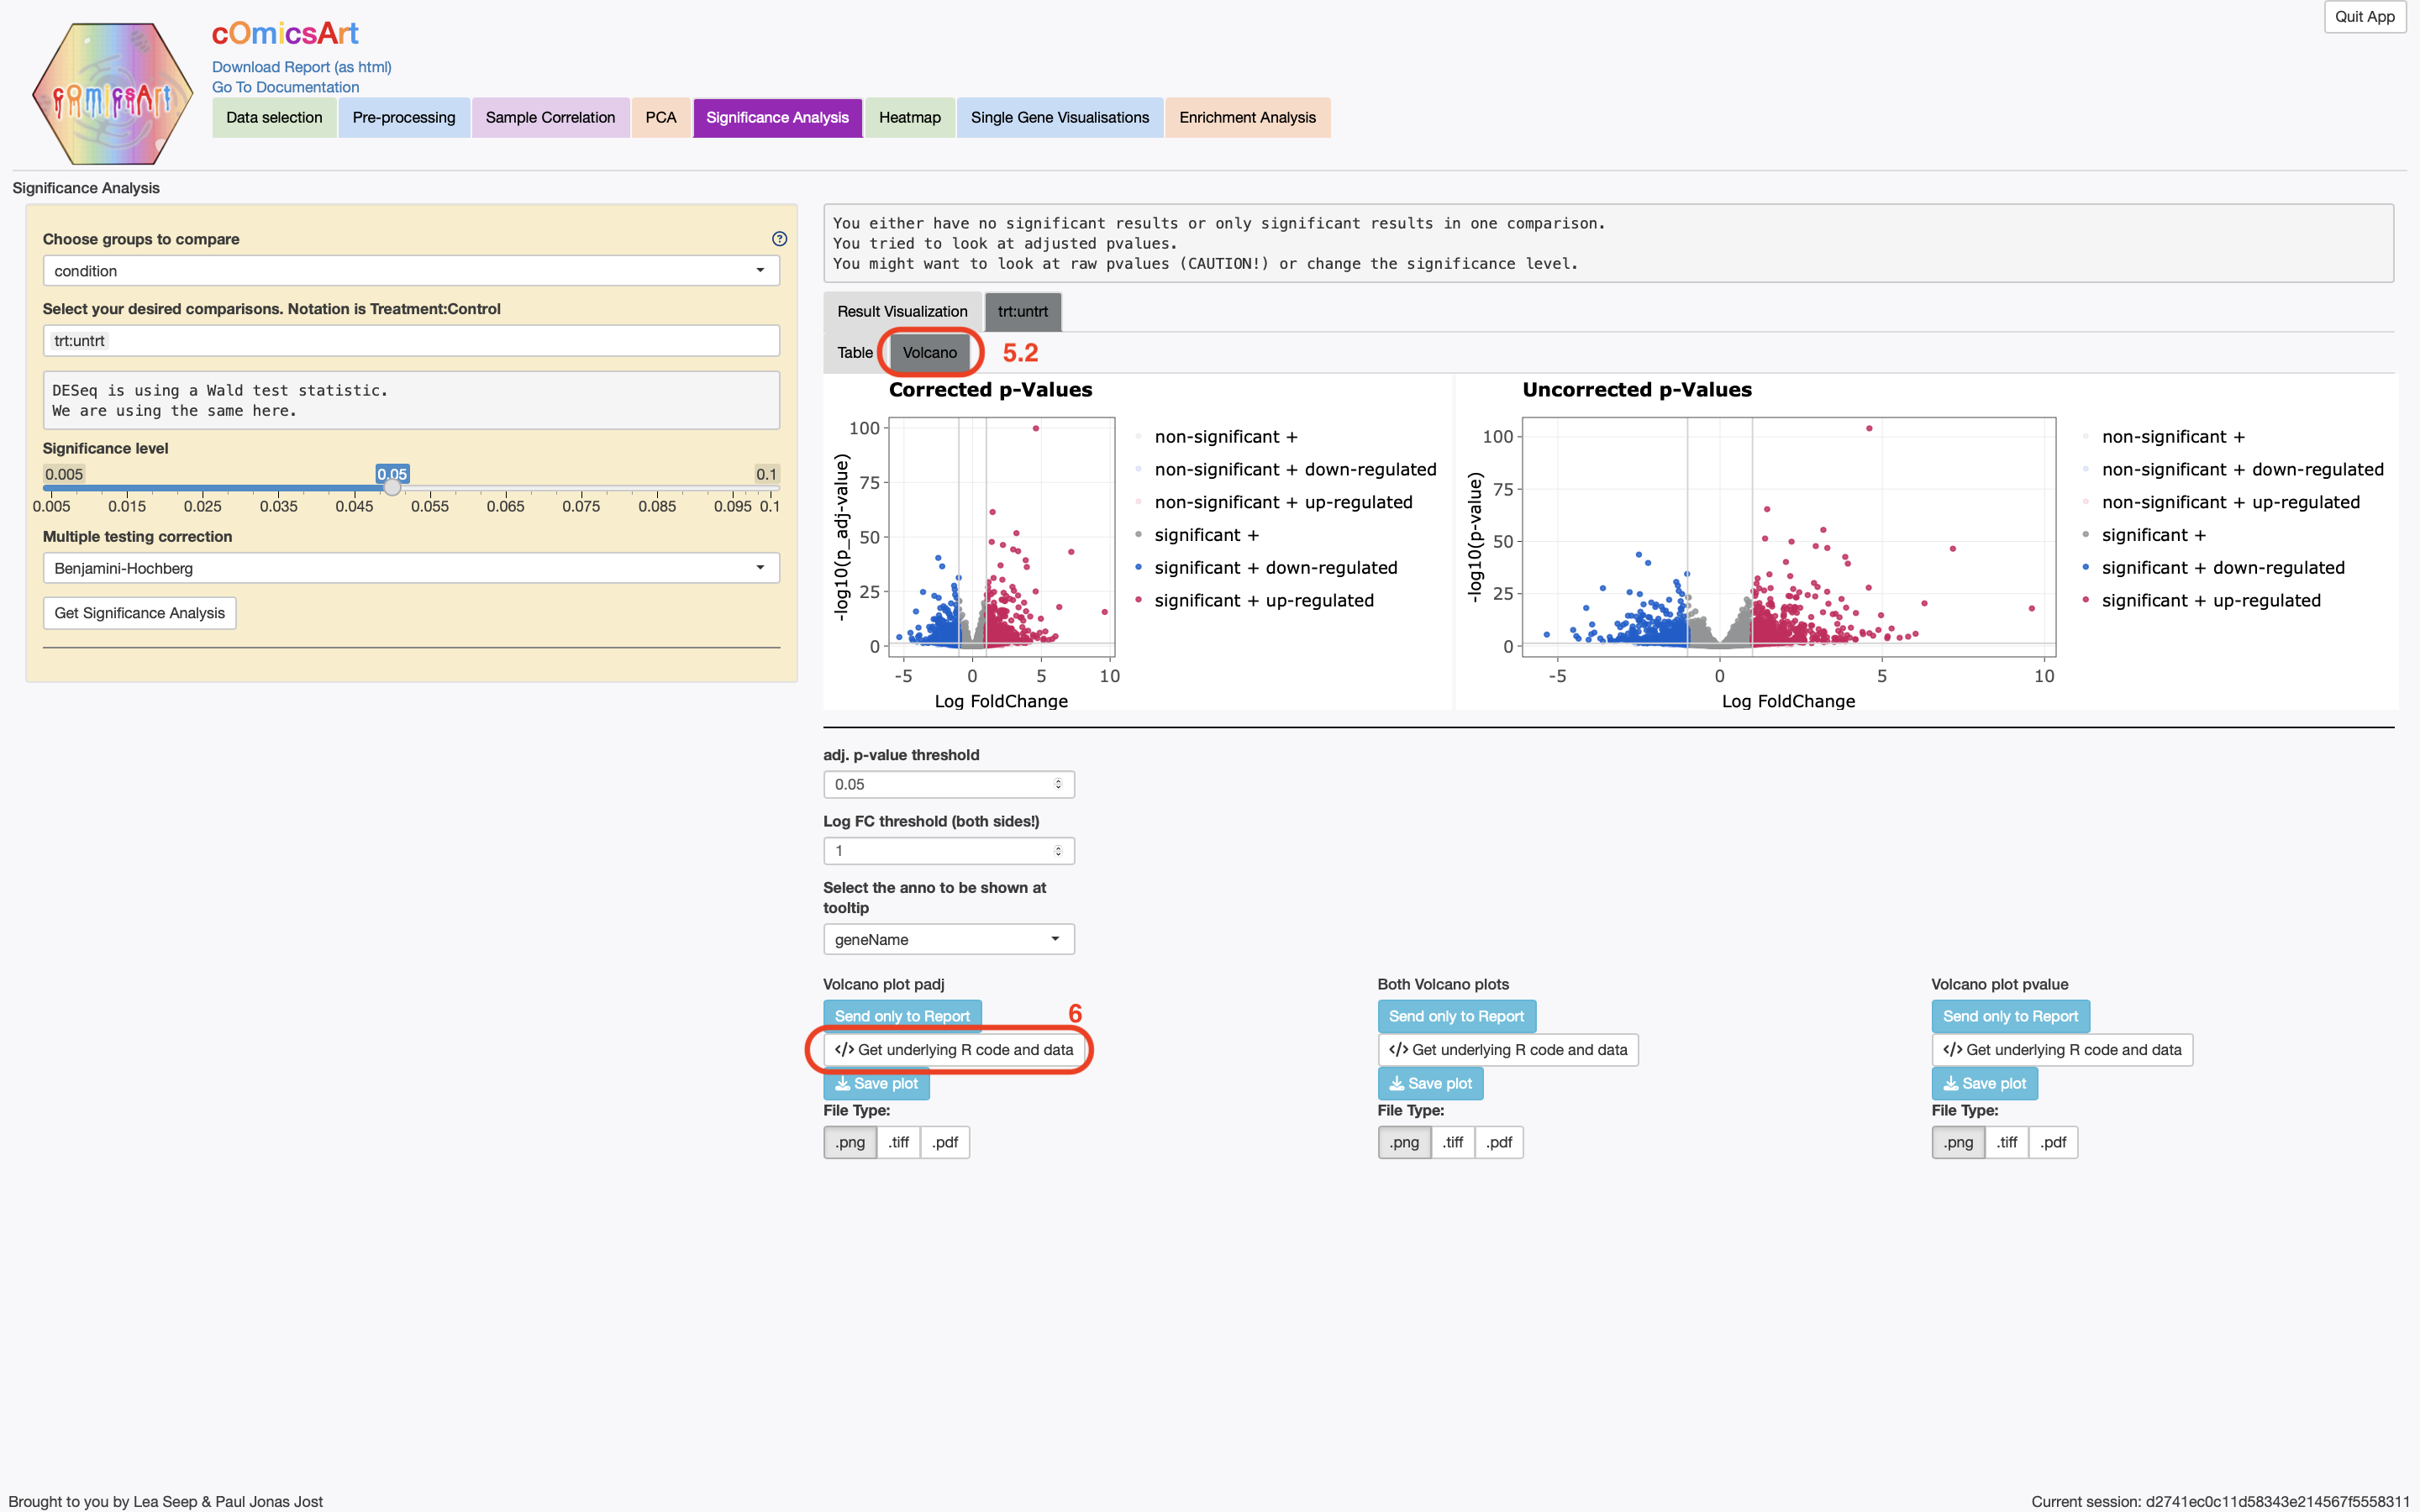 Quit App
cOmicsArt
cOmicsArt
Download Report (as html)
Go To Documentation
Data selection Pre-processing Sample Correlation PCA Significance Analysis Heatmap Single Gene Visualisations Enrichment Analysis
Significance Analysis
Choose groups to compare
condition
Select your desired comparisons. Notation is Treatment:Control
trt:untrt
DESeq is using a Wald test statistic.
We are using the same here.
Significance level
0.005 0.05 0.1
0.005 0.015 0.025 0.035 0.045 0.055 0.065 0.075 0.085 0.095 0.1
Multiple testing correction
Benjamini-Hochberg
Get Significance Analysis
You either have no significant results or only significant results in one comparison.
You tried to look at adjusted pvalues.
You might want to look at raw pvalues (CAUTION!) or change the significance level.
Result Visualization trt:untrt
Table Volcano 5.2
Corrected p-Values
100
75
50
25
0
-5 0 5 10
-log10(p_adj-value)
Log FoldChange
non-significant +
non-significant + down-regulated
non-significant + up-regulated
significant +
significant + down-regulated
significant + up-regulated
Uncorrected p-Values
100
75
50
25
0
-5 0 5 10
-log10(p-value)
Log FoldChange
non-significant +
non-significant + down-regulated
non-significant + up-regulated
significant +
significant + down-regulated
significant + up-regulated
adj. p-value threshold
0.05
Log FC threshold (both sides!)
1
Select the anno to be shown at
tooltip
geneName
Volcano plot padj
Send only to Report 6
</> Get underlying R code and data
Save plot
File Type:
.png .tiff .pdf
Both Volcano plots
Send only to Report
</> Get underlying R code and data
Save plot
File Type:
.png .tiff .pdf
Volcano plot pvalue
Send only to Report
</> Get underlying R code and data
Save plot
File Type:
.png .tiff .pdf
Brought to you by Lea Seep & Paul Jonas Jost
Current session: d2741ec0c11d58343e214567f5558311